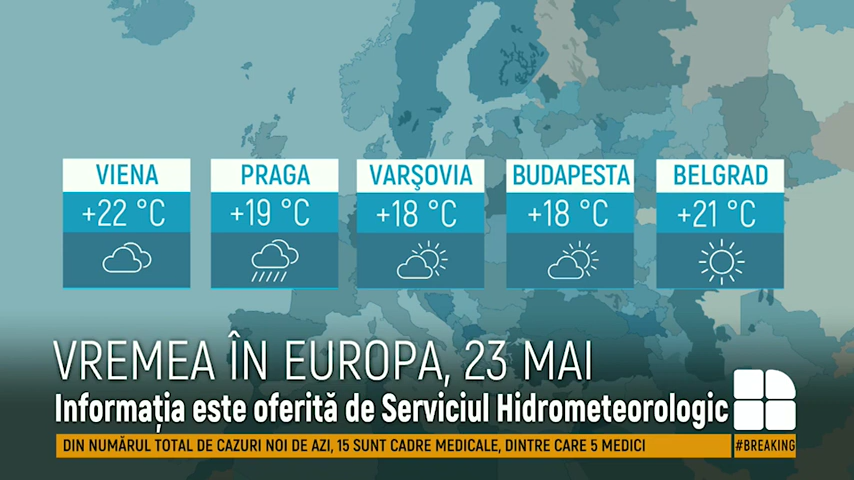 VIENA
+22 °C
PRAGA
+19 °C
VARŞOVIA
+18 °C
BUDAPESTA
+18 °C
BELGRAD
+21 °C
VREMEA ÎN EUROPA, 23 MAI
Informația este oferită de Serviciul Hidrometeorologic
DIN NUMĂRUL TOTAL DE CAZURI NOI DE AZI, 15 SUNT CADRE MEDICALE, DINTRE CARE 5 MEDICI
#BREAKING